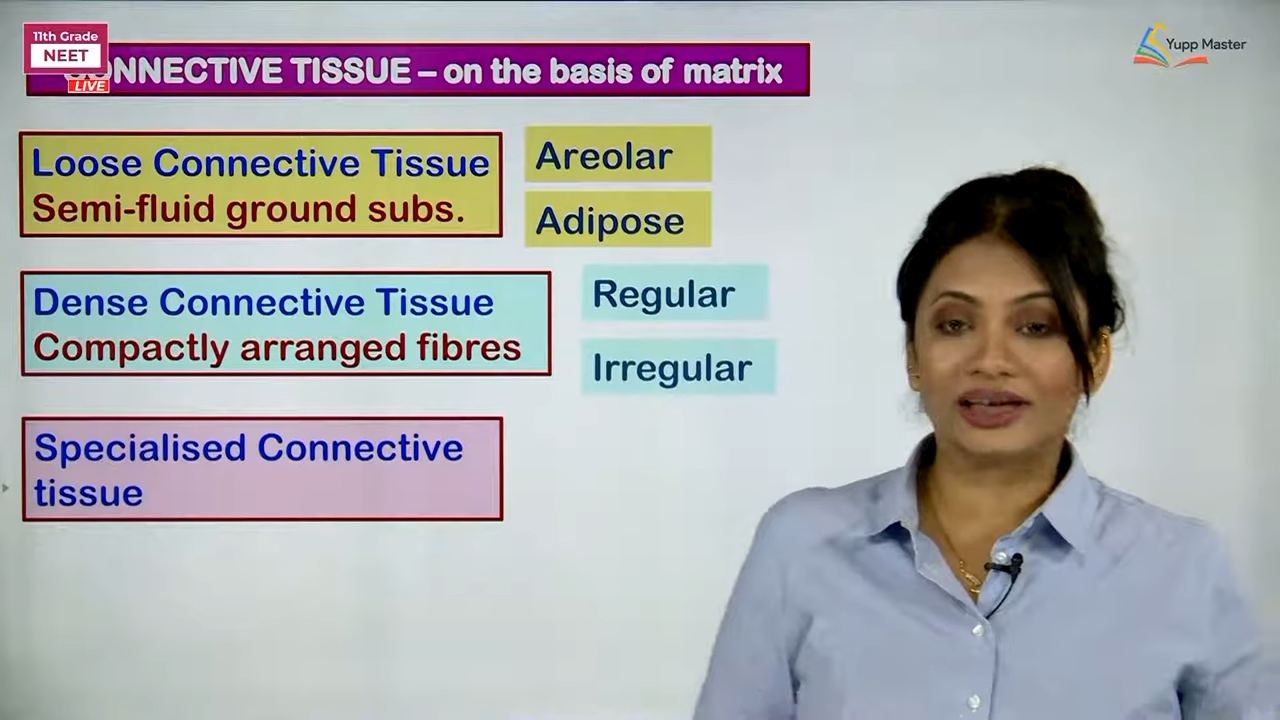 11th Grade
NEET
LIVE
CONNECTIVE TISSUE – on the basis of matrix
Yupp Master
Loose Connective Tissue
Semi-fluid ground subs.
Areolar
Adipose
Dense Connective Tissue
Compactly arranged fibres
Regular
Irregular
Specialised Connective
tissue